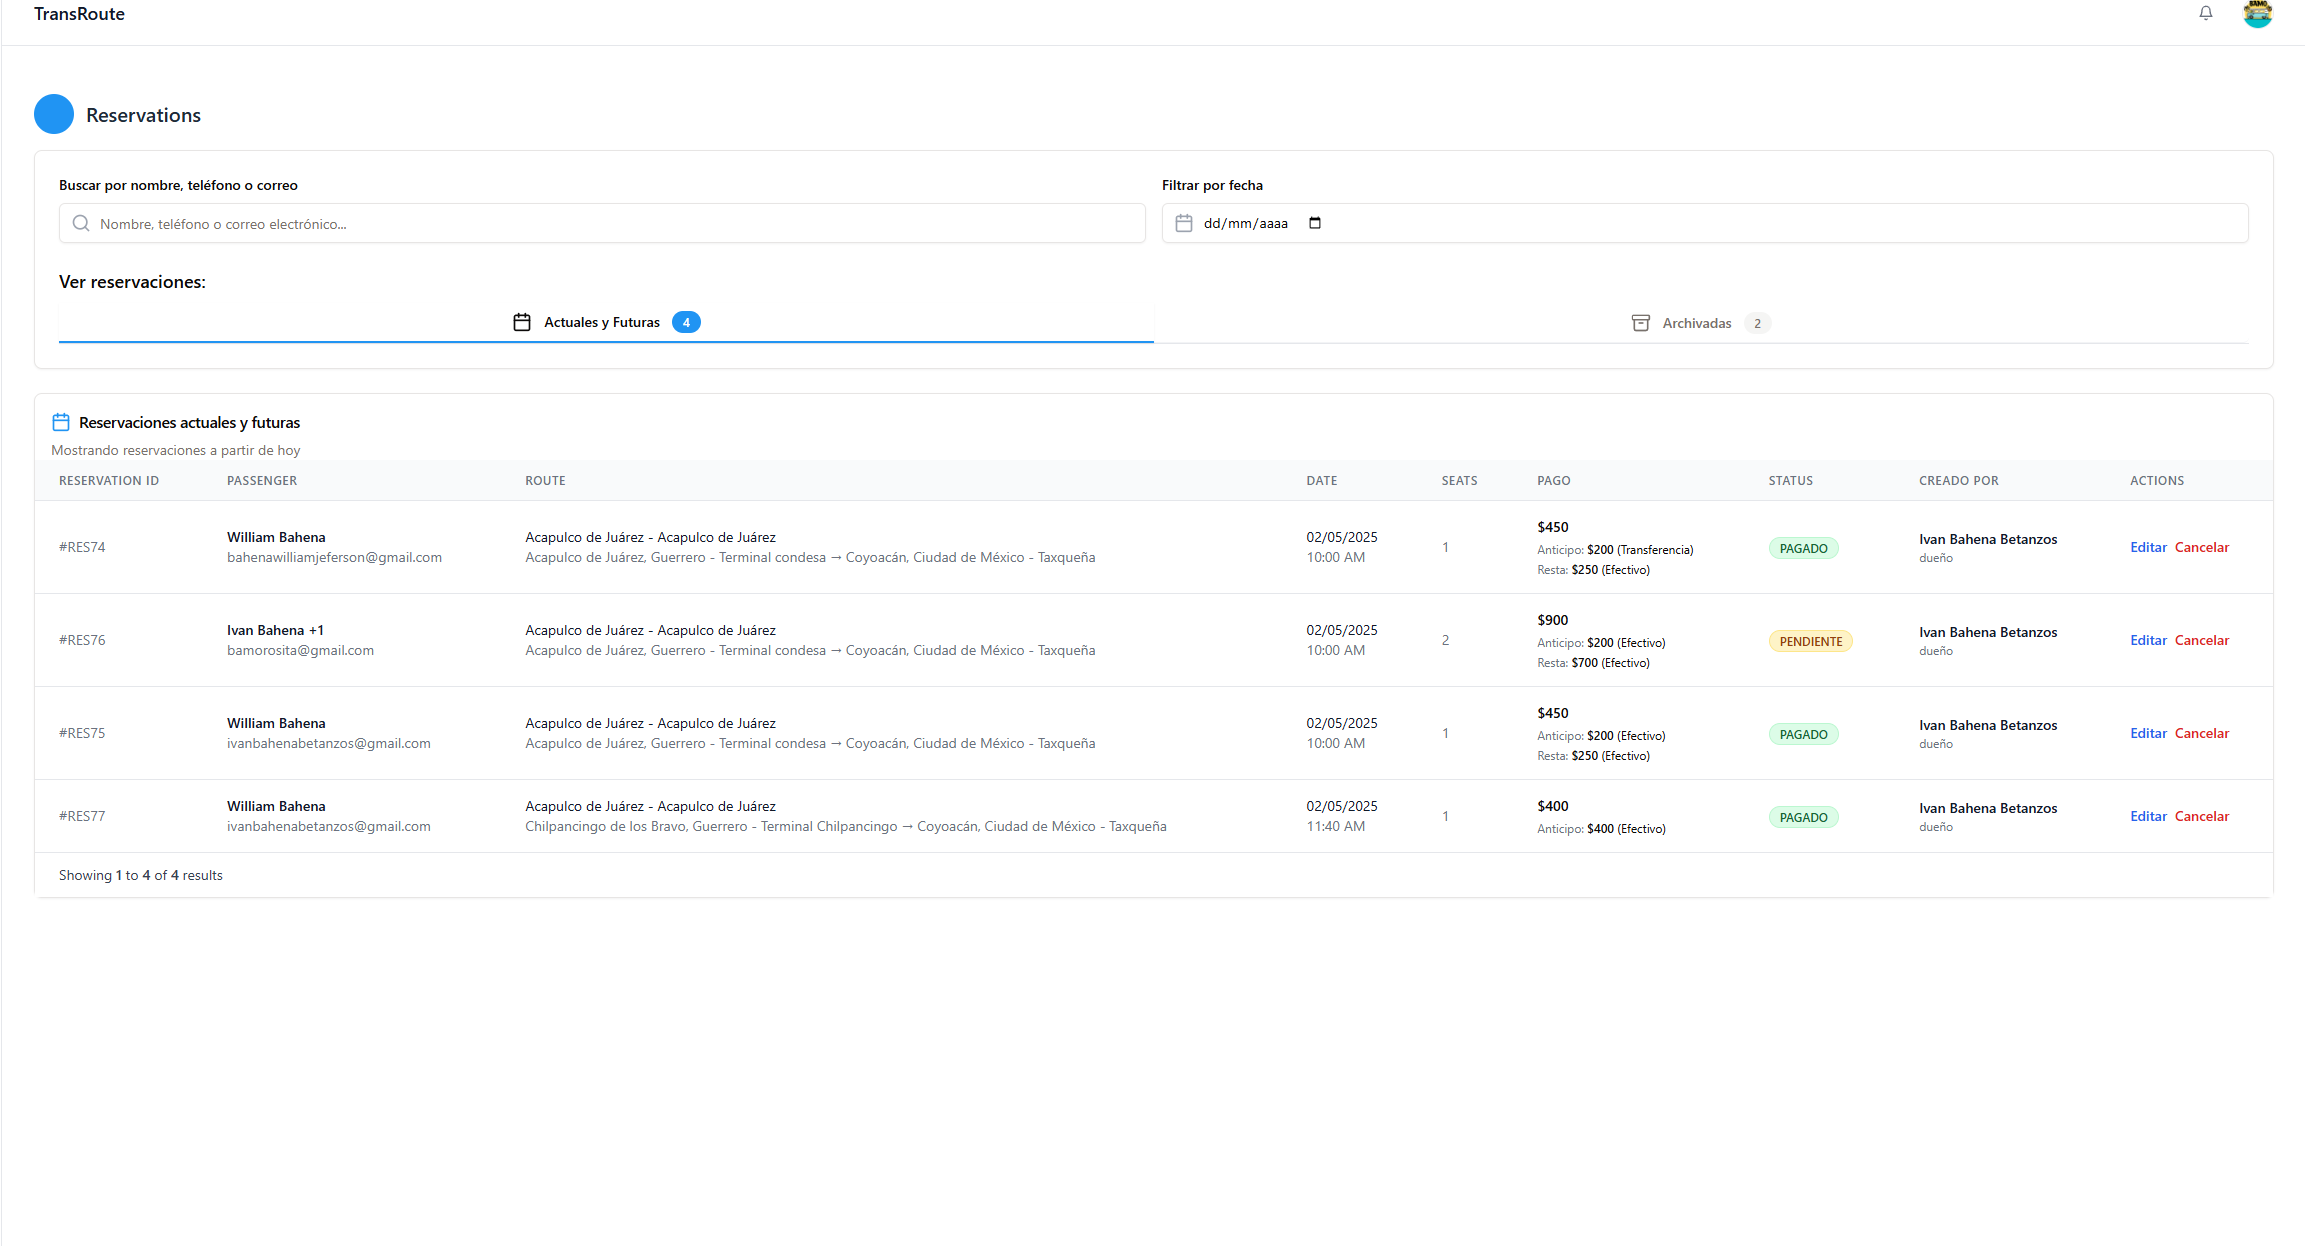 TransRoute
Reservations
Buscar por nombre, teléfono o correo
Filtrar por fecha
Nombre, teléfono o correo electrónico...
dd/mm/aaaa
Ver reservaciones:
Actuales y Futuras 4
Archivadas 2
Reservaciones actuales y futuras
Mostrando reservaciones a partir de hoy
RESERVATION ID PASSENGER ROUTE DATE SEATS PAGO STATUS CREADO POR ACTIONS
#RES74
William Bahena
bahenawilliamjeferson@gmail.com
Acapulco de Juárez - Acapulco de Juárez
Acapulco de Juárez, Guerrero - Terminal condesa → Coyoacán, Ciudad de México - Taxqueña
02/05/2025
10:00 AM
1
$450
Anticipo: $200 (Transferencia)
Resta: $250 (Efectivo)
PAGADO
Ivan Bahena Betanzos
dueño
Editar Cancelar
#RES76
Ivan Bahena +1
bamorosita@gmail.com
Acapulco de Juárez - Acapulco de Juárez
Acapulco de Juárez, Guerrero - Terminal condesa → Coyoacán, Ciudad de México - Taxqueña
02/05/2025
10:00 AM
2
$900
Anticipo: $200 (Efectivo)
Resta: $700 (Efectivo)
PENDIENTE
Ivan Bahena Betanzos
dueño
Editar Cancelar
#RES75
William Bahena
ivanbahenabetanzos@gmail.com
Acapulco de Juárez - Acapulco de Juárez
Acapulco de Juárez, Guerrero - Terminal condesa → Coyoacán, Ciudad de México - Taxqueña
02/05/2025
10:00 AM
1
$450
Anticipo: $200 (Efectivo)
Resta: $250 (Efectivo)
PAGADO
Ivan Bahena Betanzos
dueño
Editar Cancelar
#RES77
William Bahena
ivanbahenabetanzos@gmail.com
Acapulco de Juárez - Acapulco de Juárez
Chilpancingo de los Bravo, Guerrero - Terminal Chilpancingo → Coyoacán, Ciudad de México - Taxqueña
02/05/2025
11:40 AM
1
$400
Anticipo: $400 (Efectivo)
PAGADO
Ivan Bahena Betanzos
dueño
Editar Cancelar
Showing 1 to 4 of 4 results